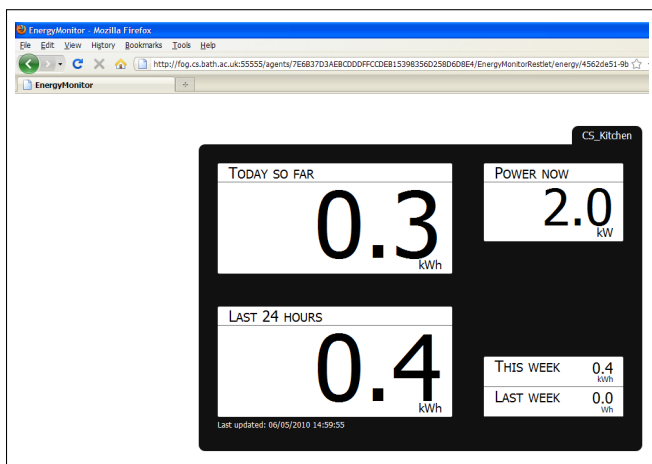 EnergyMonitor - Mozilla Firefox
File Edit View History Bookmarks Tools Help
http://fog.cs.bath.ac.uk:55555/agents/7E6B37D3AEBCDDDFFCCDEB15398356D258D6D8E4/EnergyMonitorRestlet/energy/4562de51-9b
EnergyMonitor
CS_Kitchen
TODAY SO FAR
0.3
kWh
POWER NOW
2.0
kW
LAST 24 HOURS
0.4
kWh
THIS WEEK 0.4
kWh
LAST WEEK 0.0
Wh
Last updated: 06/05/2010 14:59:55